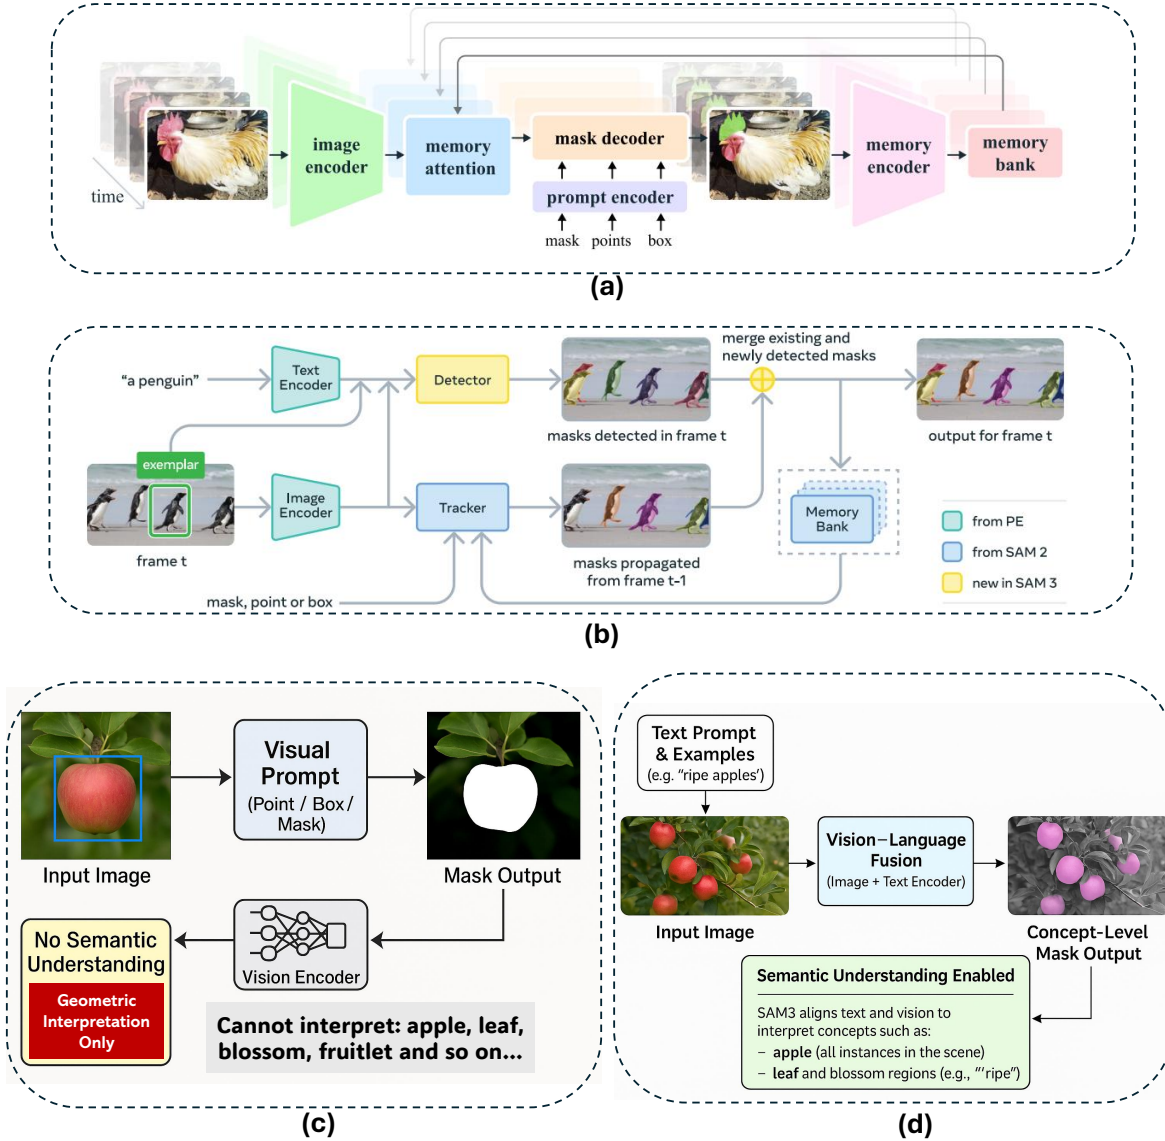 time
image
encoder
memory
attention
mask decoder
prompt encoder
mask points box
memory
encoder
memory
bank
(a)
“a penguin”
Text
Encoder
Detector
masks detected in frame t
merge existing and
newly detected masks
output for frame t
exemplar
frame t
Image
Encoder
Tracker
masks propagated
from frame t-1
Memory
Bank
mask, point or box
from PE
from SAM 2
new in SAM 3
(b)
Input Image
Visual
Prompt
(Point / Box /
Mask)
Mask Output
Vision Encoder
No Semantic
Understanding
Geometric
Interpretation
Only
Cannot interpret: apple, leaf,
blossom, fruitlet and so on...
(c)
Text Prompt
& Examples
(e.g. “ripe apples’)
Input Image
Vision–Language
Fusion
(Image + Text Encoder)
Concept-Level
Mask Output
Semantic Understanding Enabled
SAM3 aligns text and vision to
interpret concepts such as:
– apple (all instances in the scene)
– leaf and blossom regions (e.g., “‘ripe”)
(d)